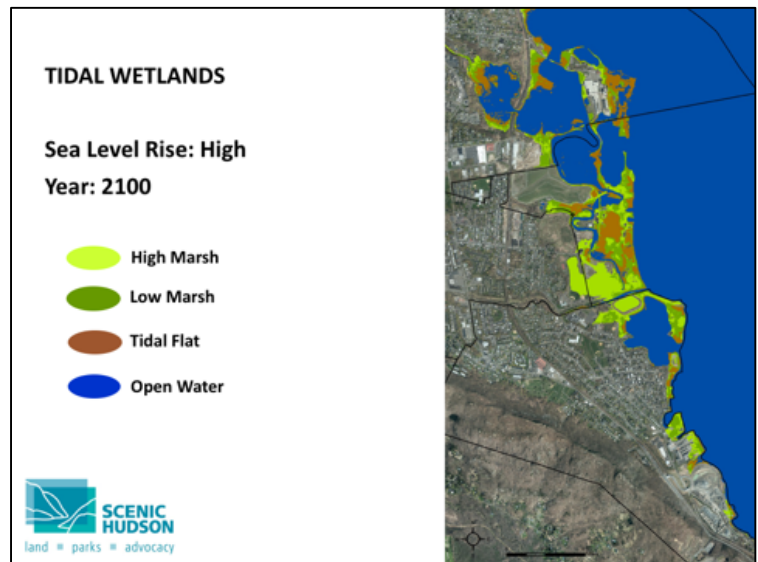 TIDAL WETLANDS
Sea Level Rise: High
Year: 2100
High Marsh
Low Marsh
Tidal Flat
Open Water
SCENIC
HUDSON
land ▪ parks ▪ advocacy